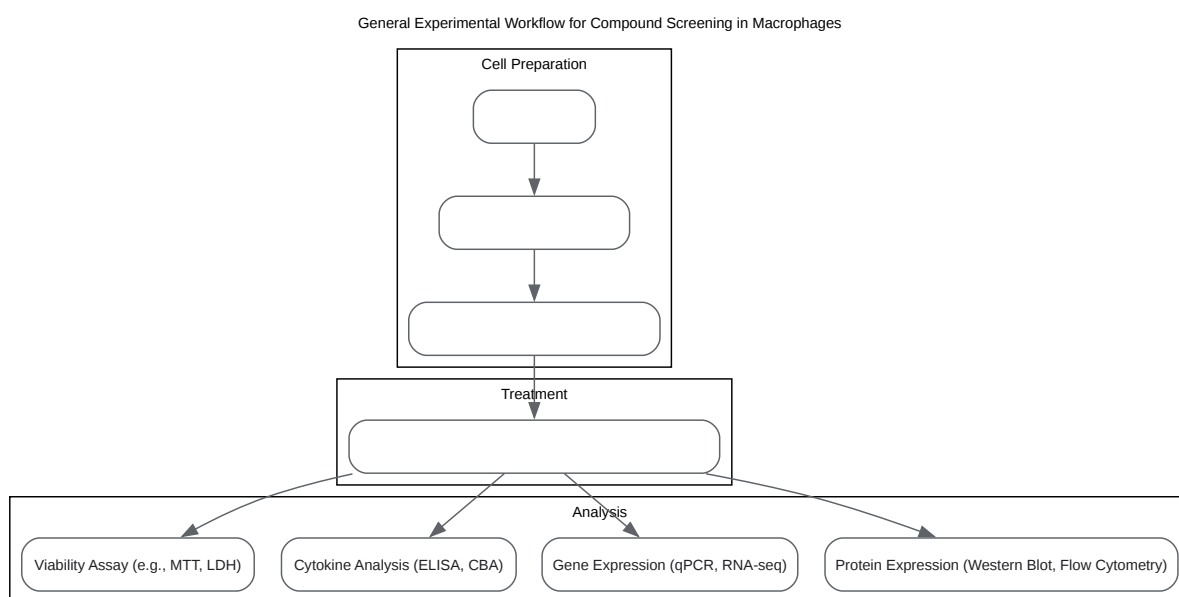 General Experimental Workflow for Compound Screening in Macrophages
Cell Preparation
Treatment
Analysis
Viability Assay (e.g., MTT, LDH)
Cytokine Analysis (ELISA, CBA)
Gene Expression (qPCR, RNA-seq)
Protein Expression (Western Blot, Flow Cytometry)